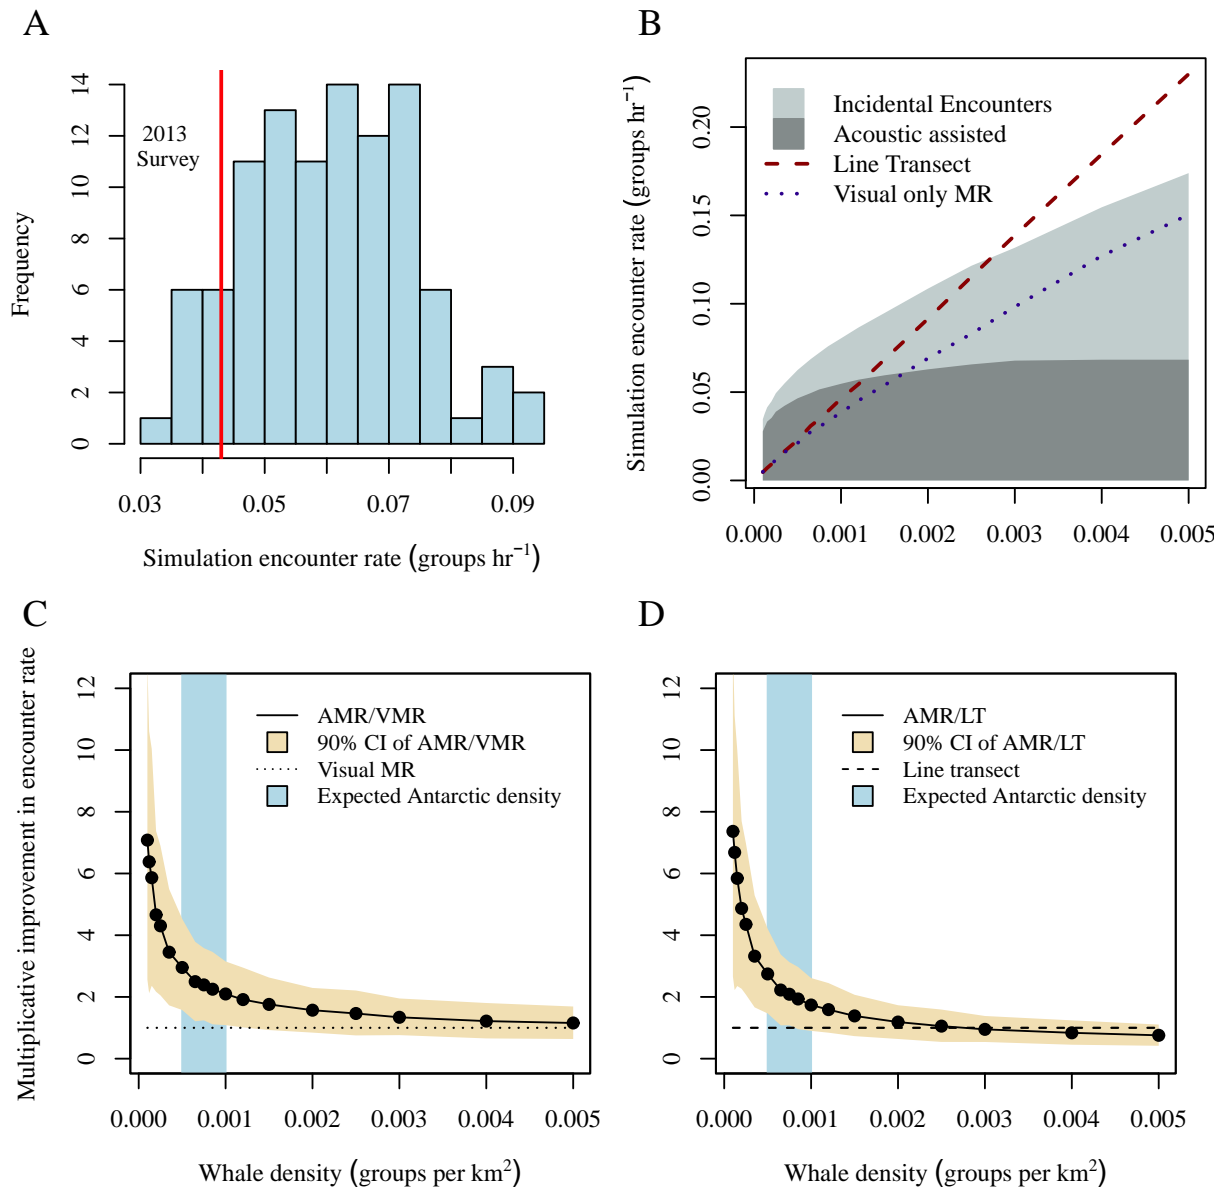 A
Frequency
0
2
4
6
8
10
12
14
2013
Survey
0.03
0.05
0.07
0.09
Simulation encounter rate (groups hr⁻¹)
B
Simulation encounter rate (groups hr⁻¹)
0.00
0.05
0.10
0.15
0.20
Incidental Encounters
Acoustic assisted
Line Transect
Visual only MR
0.000
0.001
0.002
0.003
0.004
0.005
C
Multiplicative improvement in encounter rate
0
2
4
6
8
10
12
AMR/VMR
90% CI of AMR/VMR
Visual MR
Expected Antarctic density
0.000
0.001
0.002
0.003
0.004
0.005
Whale density (groups per km²)
D
0
2
4
6
8
10
12
AMR/LT
90% CI of AMR/LT
Line transect
Expected Antarctic density
0.000
0.001
0.002
0.003
0.004
0.005
Whale density (groups per km²)